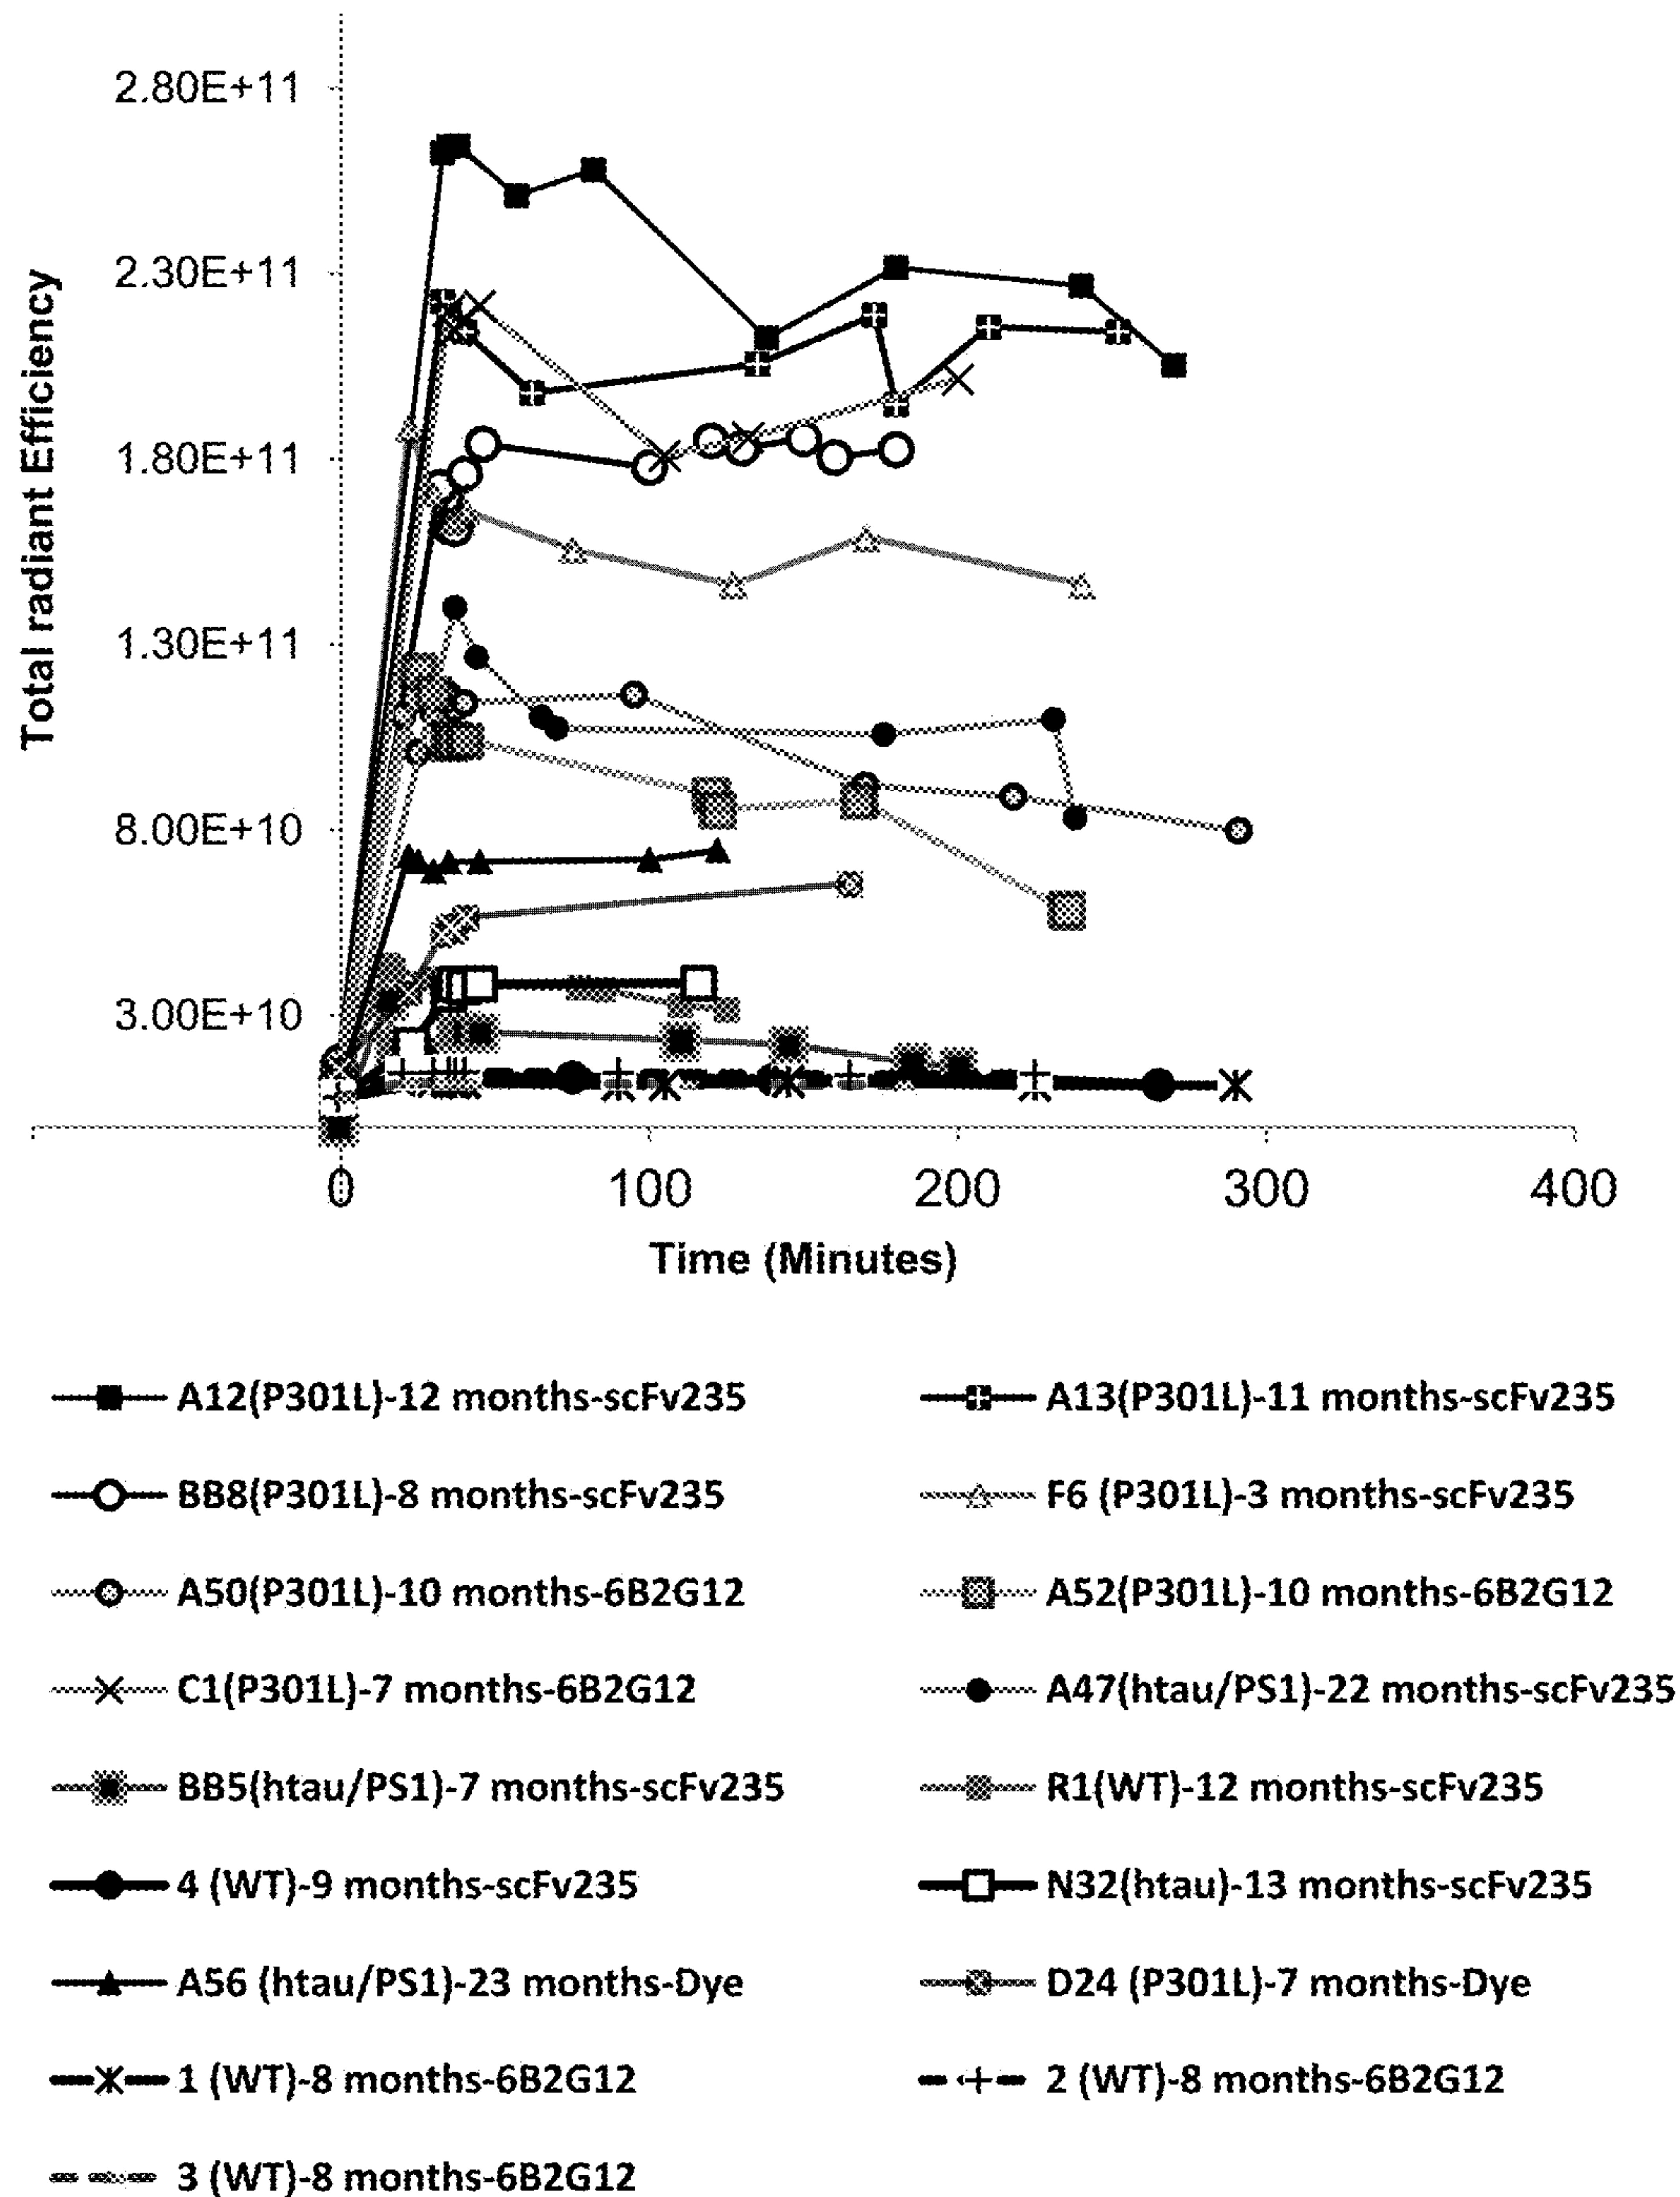 2.80E+11
2.30E+11
1.80E+11
1.30E+11
8.00E+10
3.00E+10
Total radiant Efficiency
0 100 200 300 400
Time (Minutes)
A12(P301L)-12 months-scFv235
A13(P301L)-11 months-scFv235
BB8(P301L)-8 months-scFv235
F6 (P301L)-3 months-scFv235
A50(P301L)-10 months-6B2G12
A52(P301L)-10 months-6B2G12
C1(P301L)-7 months-6B2G12
A47(htau/PS1)-22 months-scFv235
BB5(htau/PS1)-7 months-scFv235
R1(WT)-12 months-scFv235
4 (WT)-9 months-scFv235
N32(htau)-13 months-scFv235
A56 (htau/PS1)-23 months-Dye
D24 (P301L)-7 months-Dye
1 (WT)-8 months-6B2G12
2 (WT)-8 months-6B2G12
3 (WT)-8 months-6B2G12